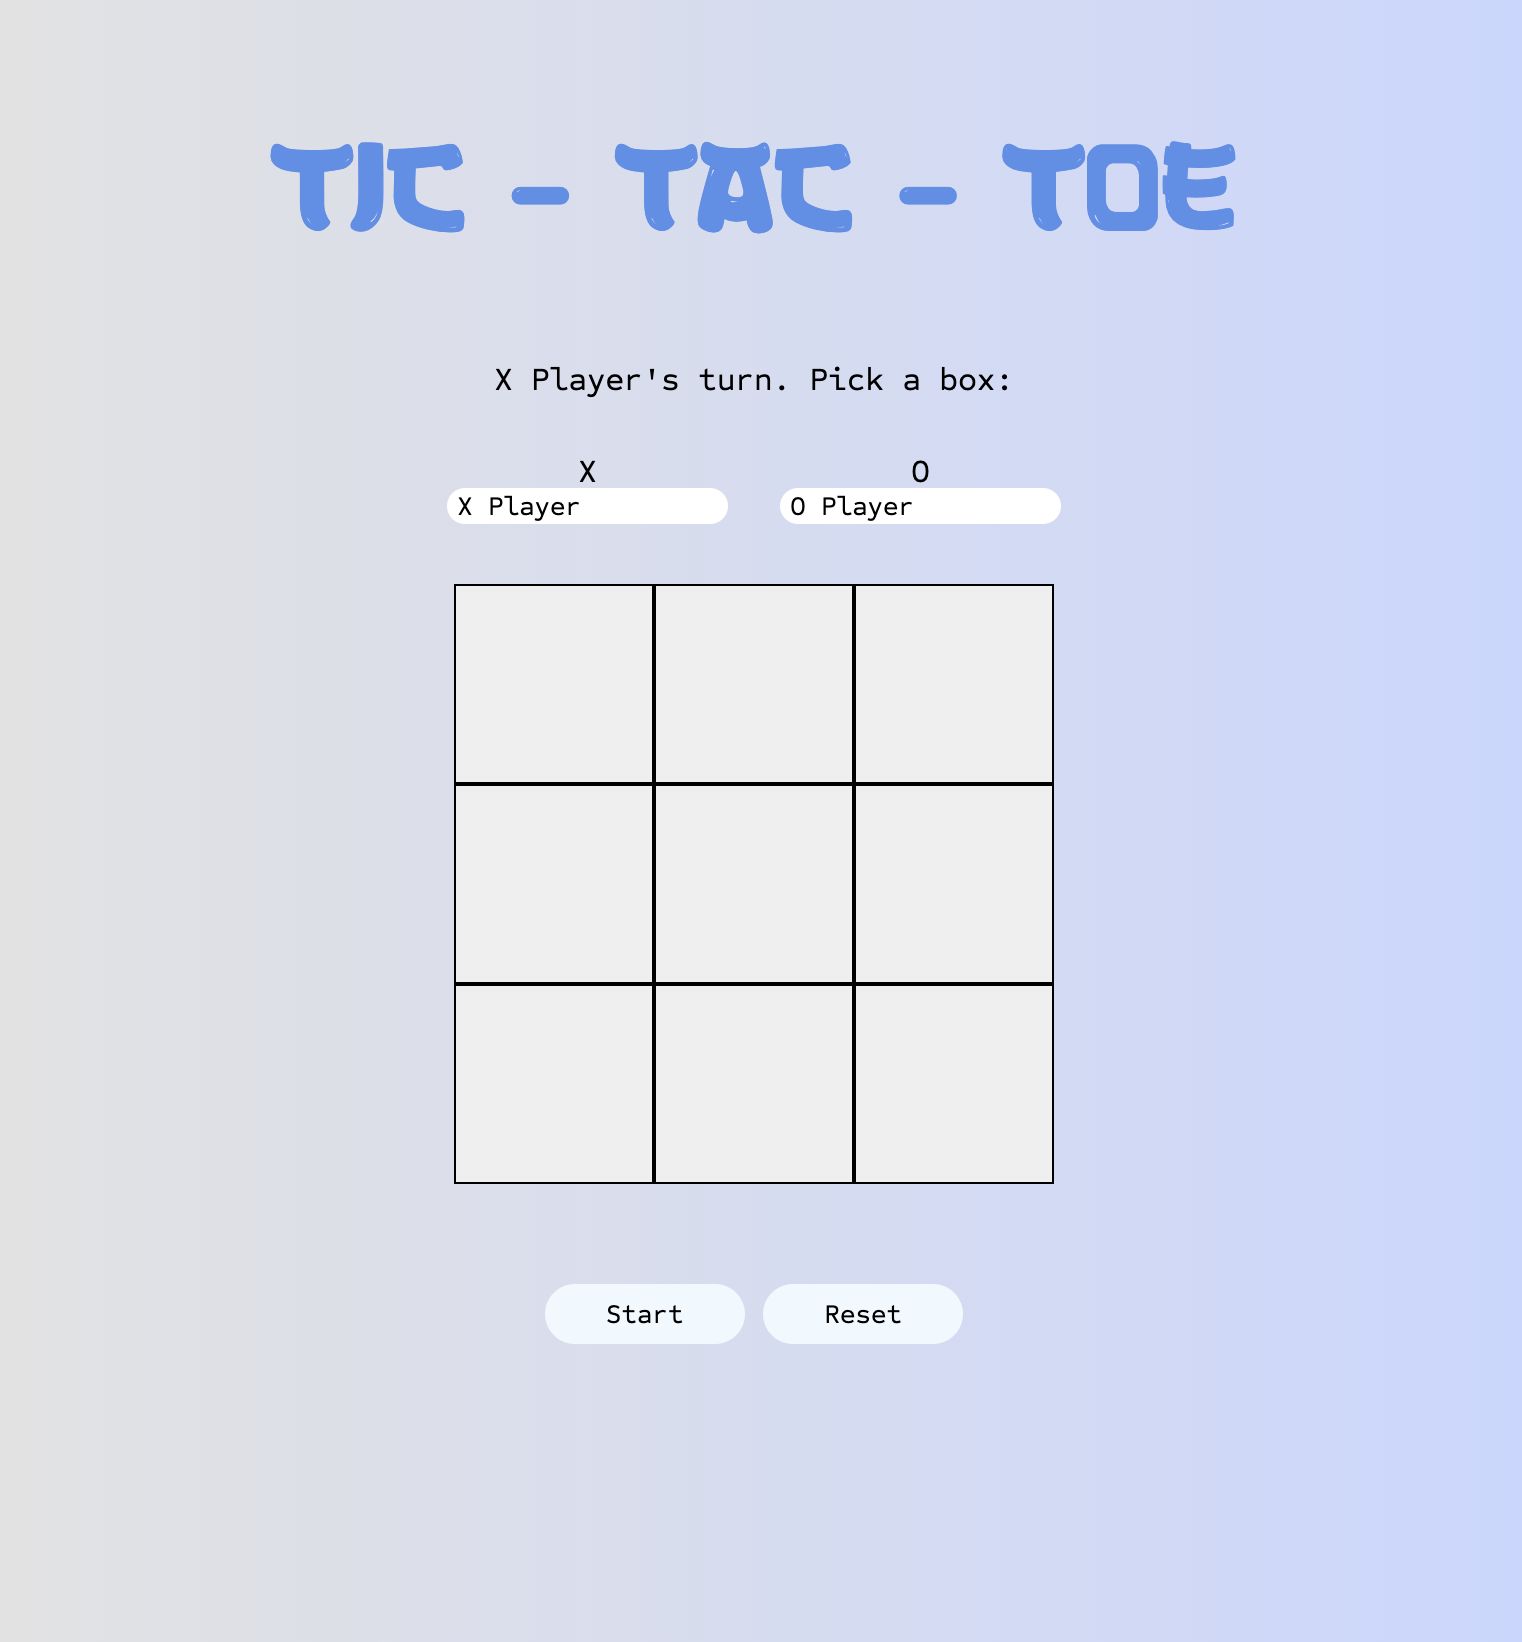 TIC - TAC - TOE
X Player's turn. Pick a box:
X O
X Player O Player
Start Reset